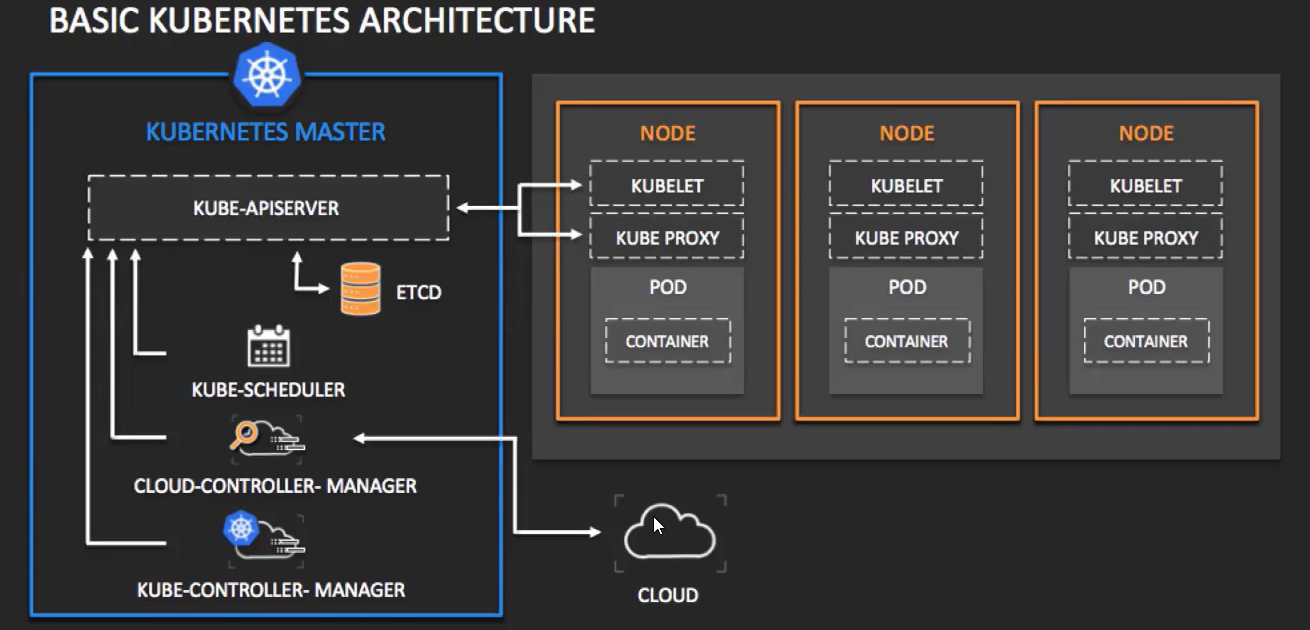 BASIC KUBERNETES ARCHITECTURE
KUBERNETES MASTER
KUBE-APISERVER
ETCD
KUBE-SCHEDULER
CLOUD-CONTROLLER- MANAGER
KUBE-CONTROLLER- MANAGER
NODE
KUBELET
KUBE PROXY
POD
CONTAINER
NODE
KUBELET
KUBE PROXY
POD
CONTAINER
NODE
KUBELET
KUBE PROXY
POD
CONTAINER
CLOUD